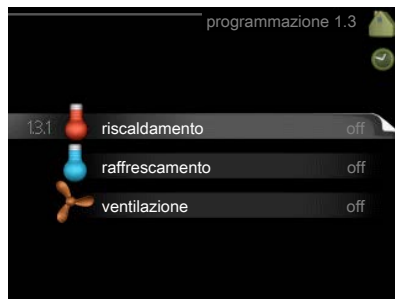 programmazione 1.3
1.3.1 riscaldamento off
raffrescamento off
ventilazione off